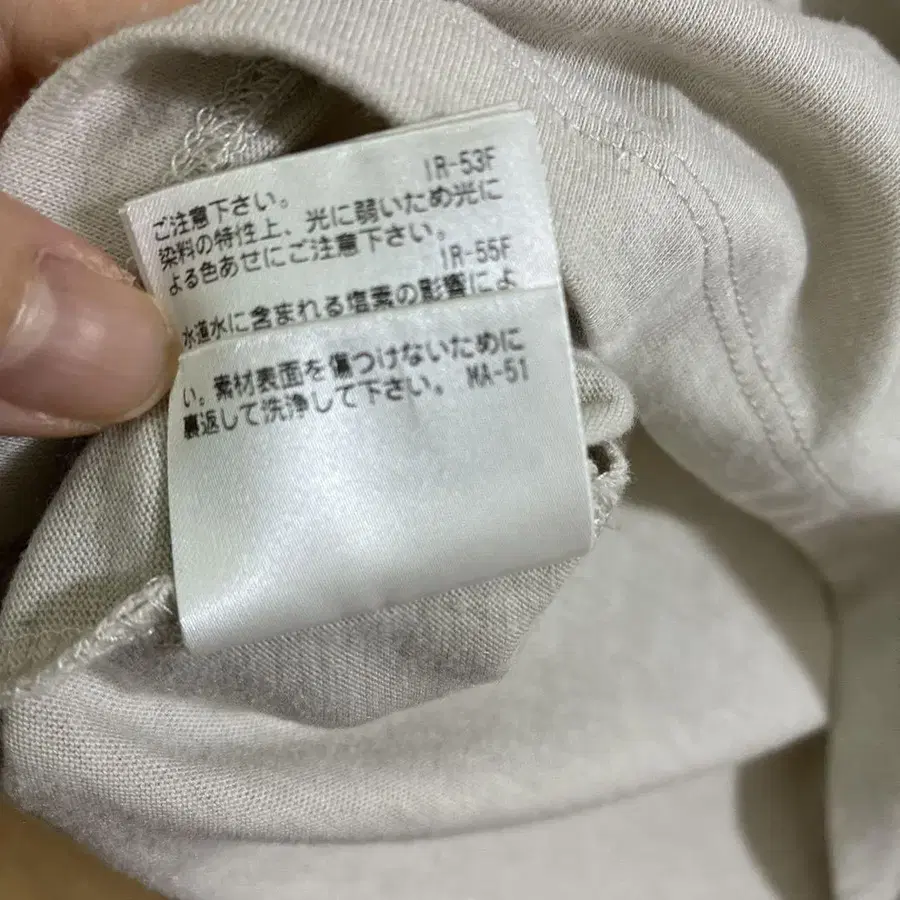 ご注意下さい。 IR-53F
染料の特性上、光に弱いため光に
よる色あせにご注意下さい。
IR-55F
水道水に含まれる塩素の影響によ
い。素材表面を傷つけないために
裏返して洗浄して下さい。 MA-51